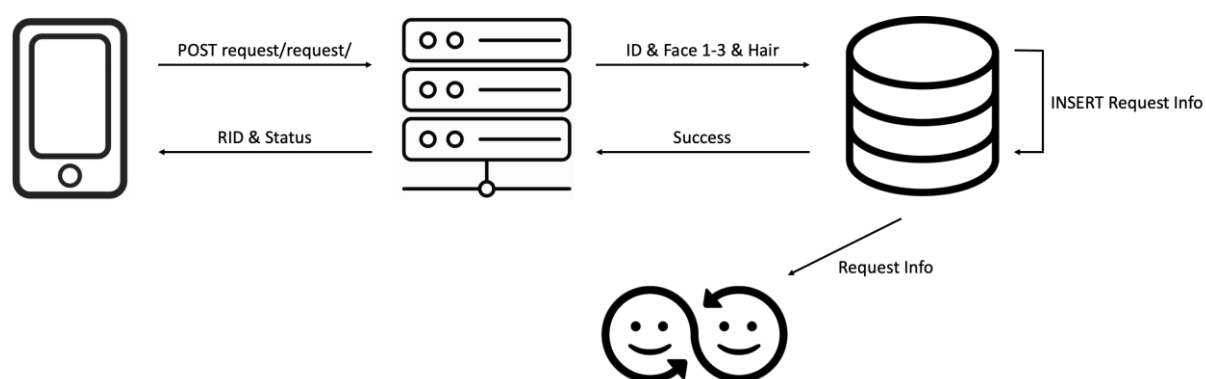 POST request/request/
ID & Face 1-3 & Hair
INSERT Request Info
RID & Status
Success
Request Info